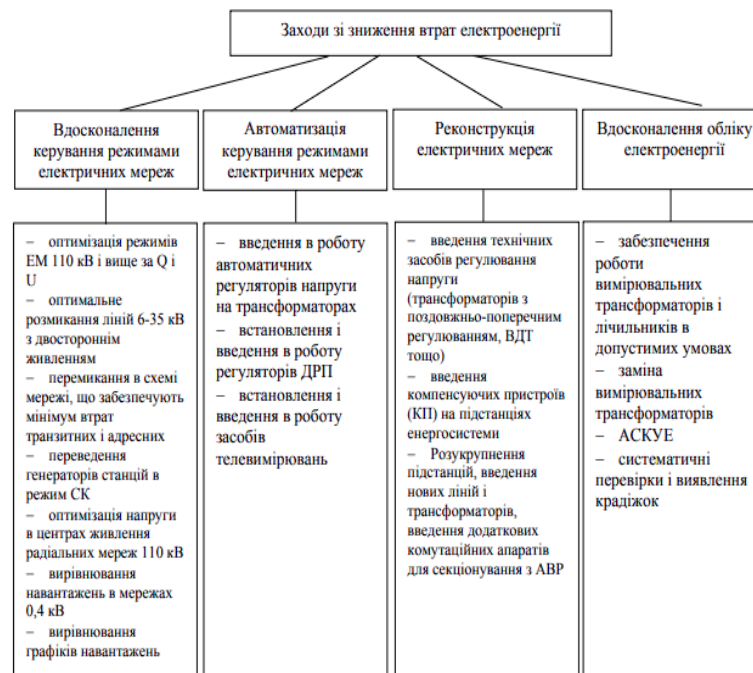 Заходи зі зниження втрат електроенергії
Вдосконалення
керування режимами
електричних мереж
Автоматизація
керування режимами
електричних мереж
Реконструкція
електричних мереж
Вдосконалення обліку
електроенергії
– оптимізація режимів
ЕМ 110 кВ і вище за Q і
U
– оптимальне
розмикання ліній 6-35 кВ
з двостороннім
живленням
– перемикання в схемі
мережі, що забезпечують
мінімум втрат
транзитних і адресних
– переведення
генераторів станцій в
режим СК
– оптимізація напруги
в центрах живлення
радіальних мереж 110 кВ
– вирівнювання
навантажень в мережах
0,4 кВ
– вирівнювання
графіків навантажень
– введення в роботу
автоматичних
регуляторів напруги
на трансформаторах
– встановлення і
введення в роботу
регуляторів ДРП
– встановлення і
введення в роботу
засобів
телевимірювань
– введення технічних
засобів регулювання
напруги
(трансформаторів з
поздовжньо-поперечним
регулюванням, ВДТ
тощо)
– введення
компенсуючих пристроїв
(КП) на підстанціях
енергосистеми
– Розукрупнення
підстанцій, введення
нових ліній і
трансформаторів,
введення додаткових
комутаційних апаратів
для секціонування з АВР
– забезпечення
роботи
вимірювальних
трансформаторів і
лічильників в
допустимих умовах
– заміна
вимірювальних
трансформаторів
– АСКУЕ
– систематичні
перевірки і виявлення
крадіжок